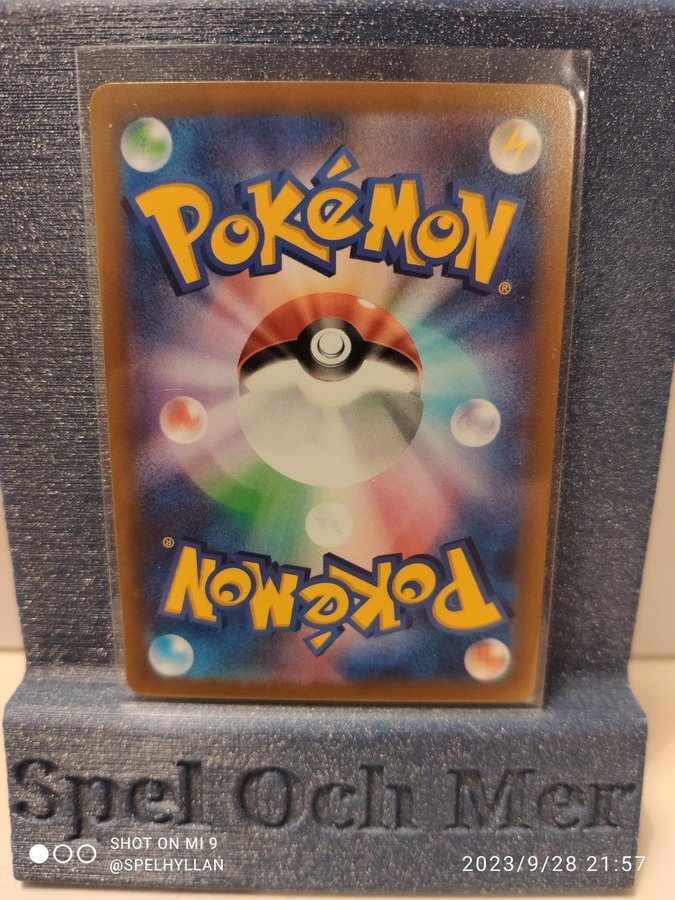 POKéMON
®
®
POKéMON
Spel Och Mer
SHOT ON MI 9
@SPELHYLLAN
2023/9/28 21:57